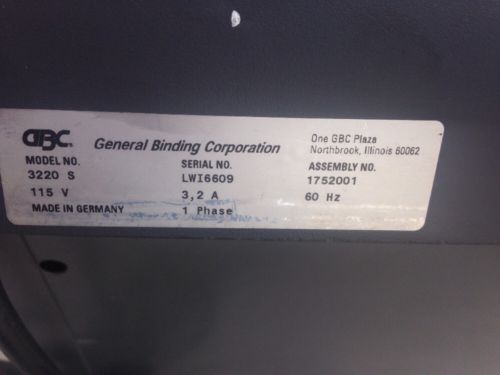 GBC General Binding Corporation One GBC Plaza
Northbrook, Illinois 60062
MODEL NO. SERIAL NO. ASSEMBLY NO.
3220 S LWI6609 1752001
115 V 3,2 A 60 Hz
MADE IN GERMANY 1 Phase